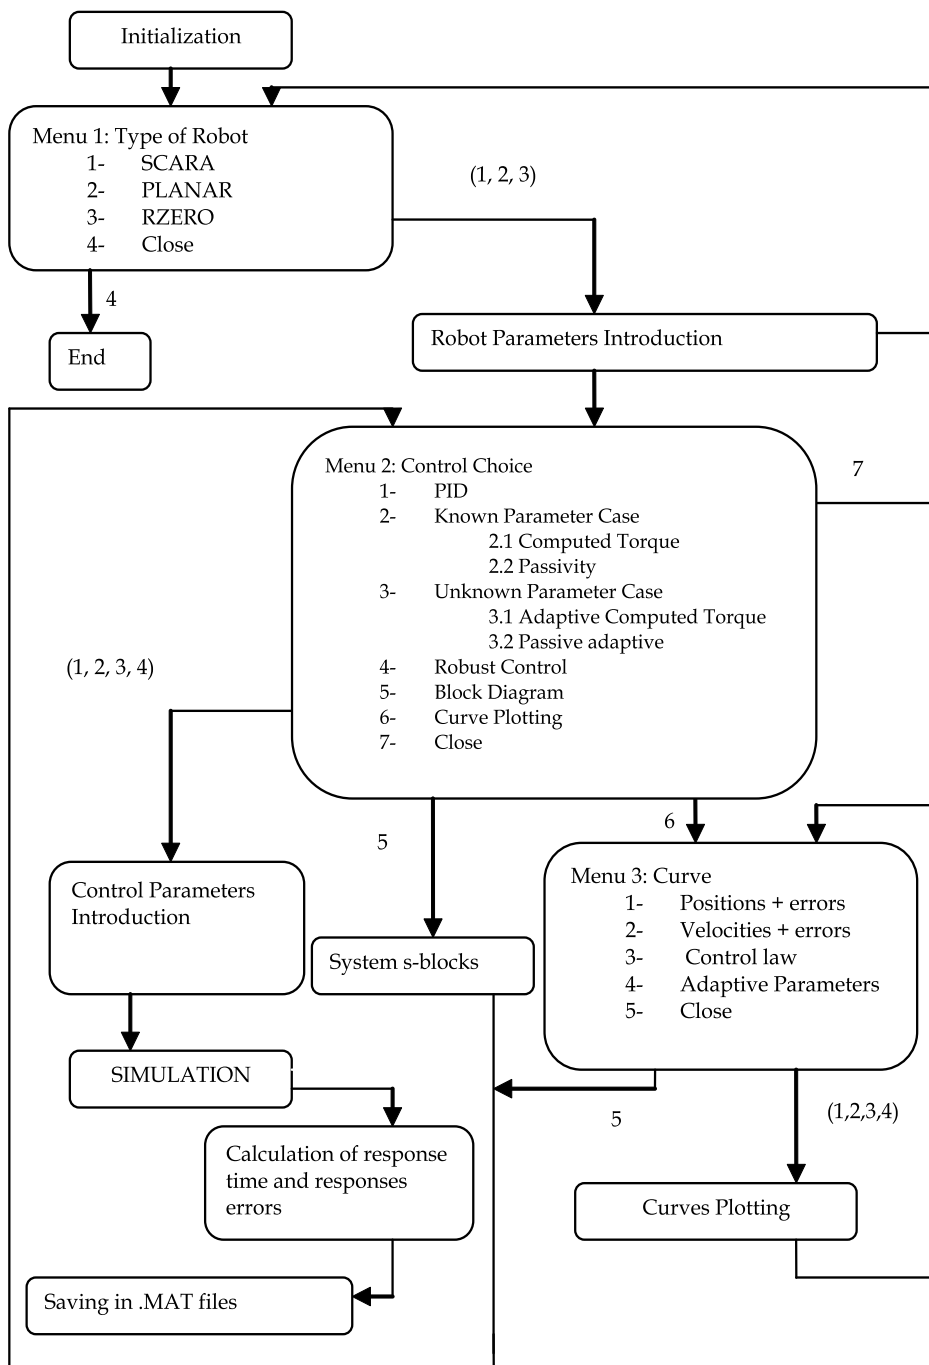 Initialization
Menu 1: Type of Robot
1- SCARA
2- PLANAR
3- RZERO
4- Close
(1, 2, 3)
4
End
Robot Parameters Introduction
Menu 2: Control Choice
1- PID
2- Known Parameter Case
2.1 Computed Torque
2.2 Passivity
3- Unknown Parameter Case
3.1 Adaptive Computed Torque
3.2 Passive adaptive
4- Robust Control
5- Block Diagram
6- Curve Plotting
7- Close
7
(1, 2, 3, 4)
5
6
Control Parameters
Introduction
System s-blocks
Menu 3: Curve
1- Positions + errors
2- Velocities + errors
3- Control law
4- Adaptive Parameters
5- Close
SIMULATION
5
(1,2,3,4)
Calculation of response
time and responses
errors
Curves Plotting
Saving in .MAT files